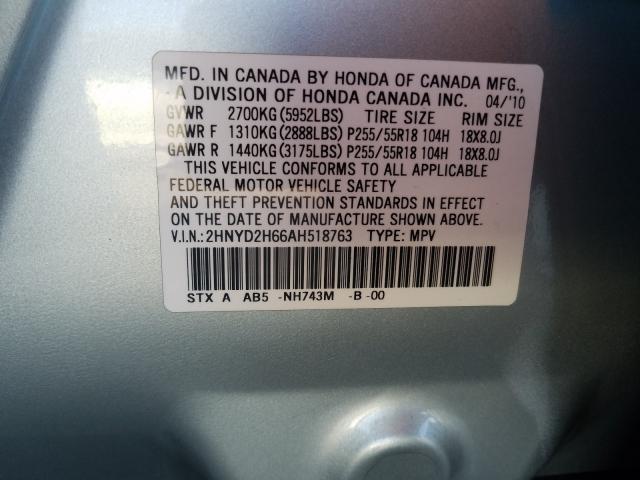 MFD. IN CANADA BY HONDA OF CANADA MFG.,
A DIVISION OF HONDA CANADA INC. 04/'10
GVWR 2700KG(5952LBS) TIRE SIZE RIM SIZE
GAWR F 1310KG(2888LBS) P255/55R18 104H 18X8.0J
GAWR R 1440KG(3175LBS) P255/55R18 104H 18X8.0J
THIS VEHICLE CONFORMS TO ALL APPLICABLE
FEDERAL MOTOR VEHICLE SAFETY
AND THEFT PREVENTION STANDARDS IN EFFECT
ON THE DATE OF MANUFACTURE SHOWN ABOVE.
V.I.N.:2HNYD2H66AH518763 TYPE: MPV
STX A AB5 -NH743M -B -00